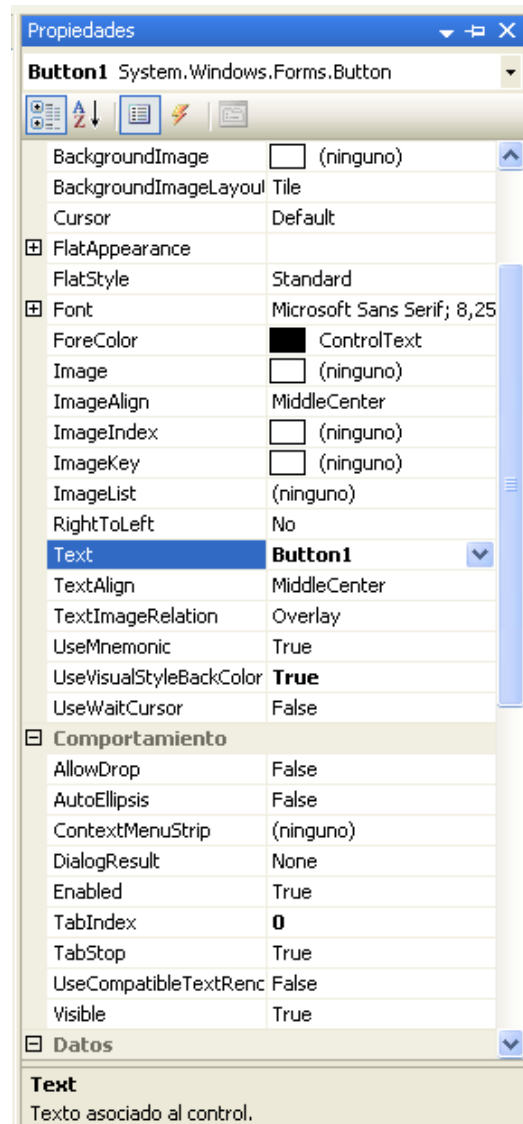 Propiedades
Button1 System.Windows.Forms.Button
BackgroundImage (ninguno)
BackgroundImageLayout Tile
Cursor Default
FlatAppearance
FlatStyle Standard
Font Microsoft Sans Serif; 8,25
ForeColor ControlText
Image (ninguno)
ImageAlign MiddleCenter
ImageIndex (ninguno)
ImageKey (ninguno)
ImageList (ninguno)
RightToLeft No
Text Button1
TextAlign MiddleCenter
TextImageRelation Overlay
UseMnemonic True
UseVisualStyleBackColor True
UseWaitCursor False
Comportamiento
AllowDrop False
AutoEllipsis False
ContextMenuStrip (ninguno)
DialogResult None
Enabled True
TabIndex 0
TabStop True
UseCompatibleTextRenc False
Visible True
Datos
Text
Texto asociado al control.